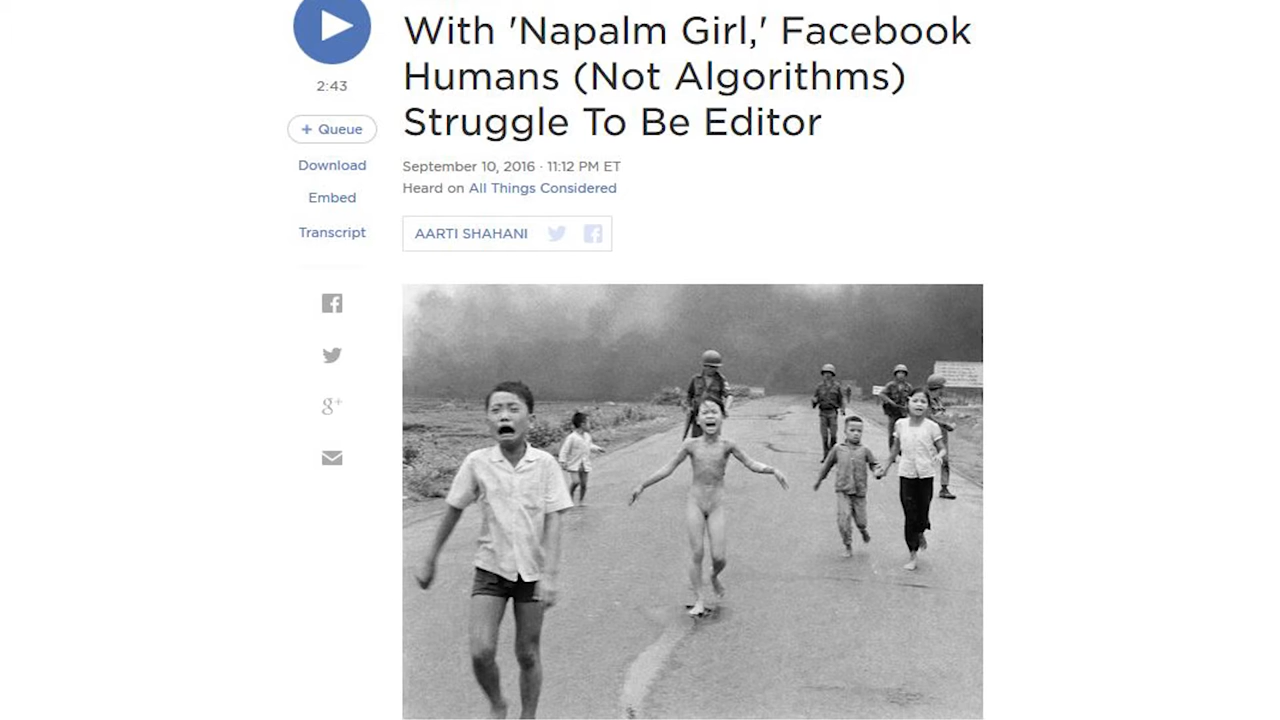 With 'Napalm Girl,' Facebook
Humans (Not Algorithms)
Struggle To Be Editor
2:43
+ Queue
Download
Embed
Transcript
September 10, 2016 · 11:12 PM ET
Heard on All Things Considered
AARTI SHAHANI
g+